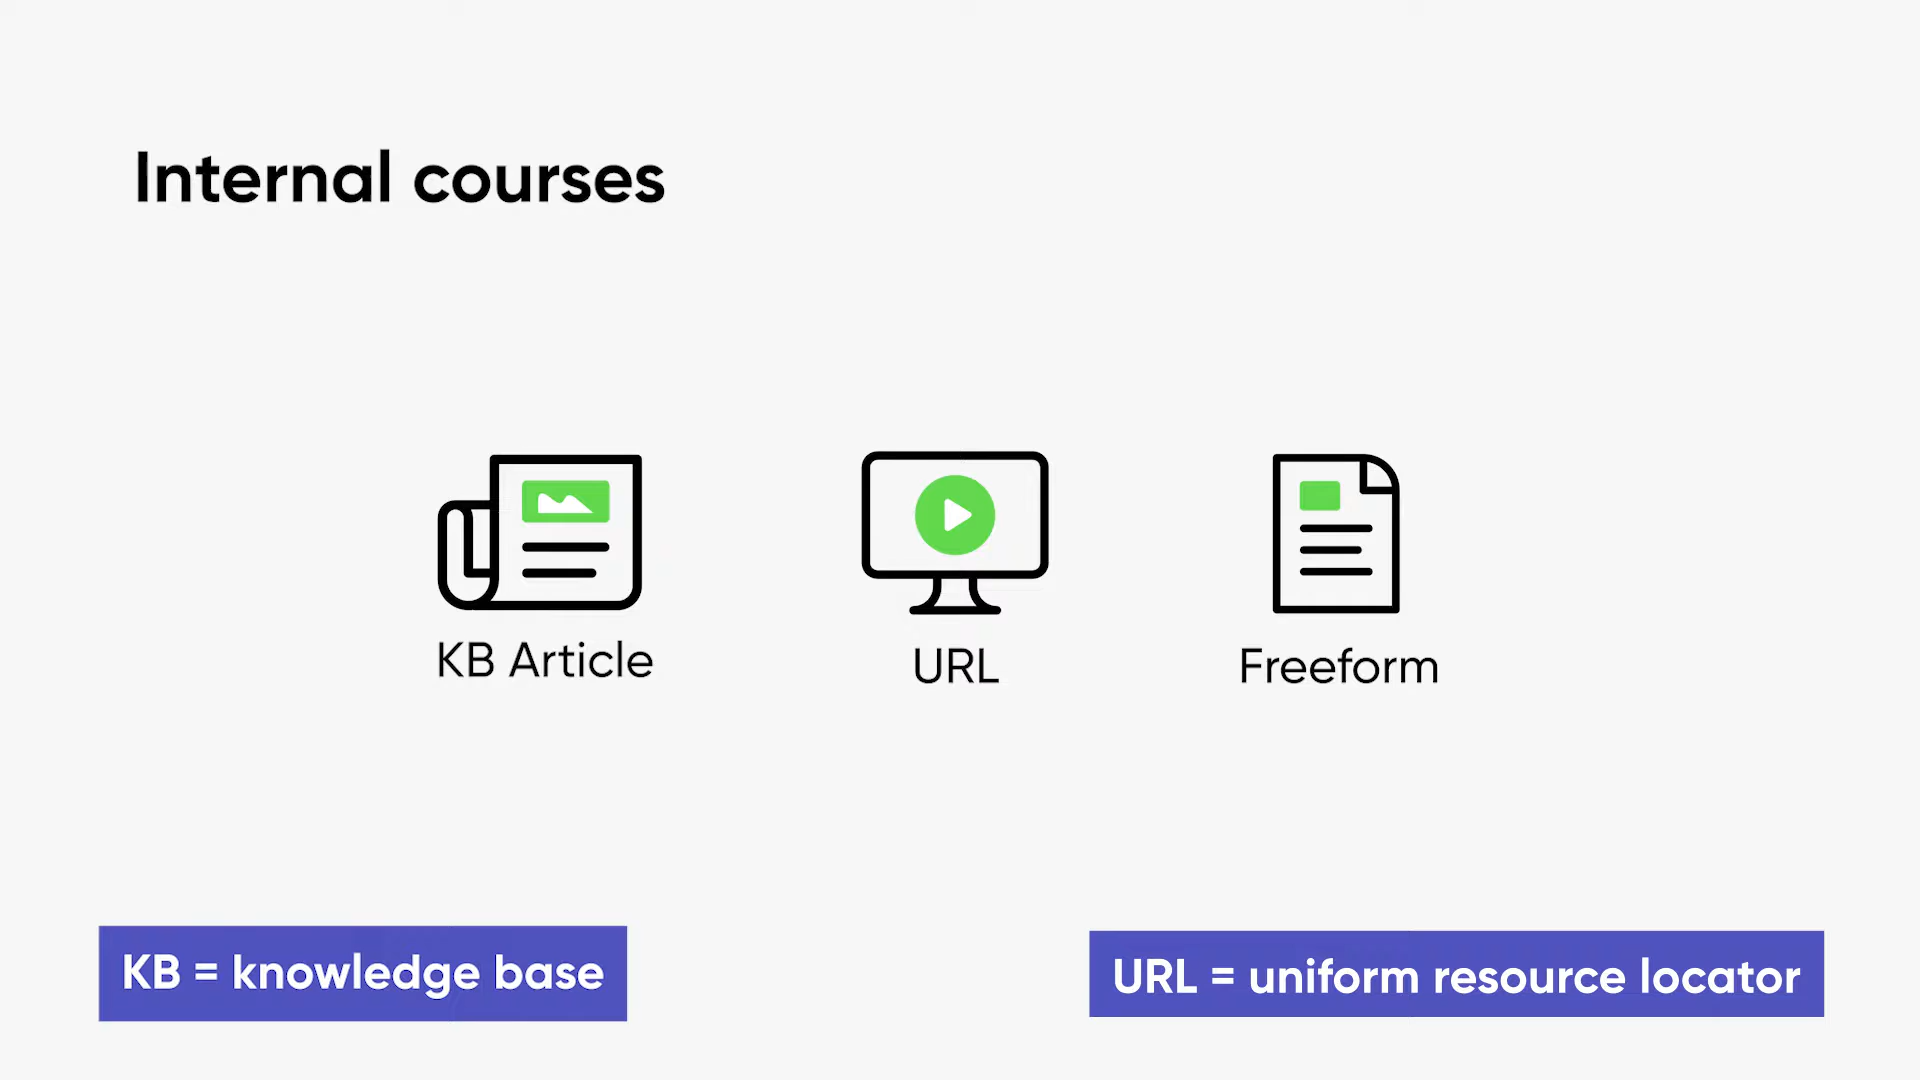 Internal courses
KB Article
URL
Freeform
KB = knowledge base
URL = uniform resource locator